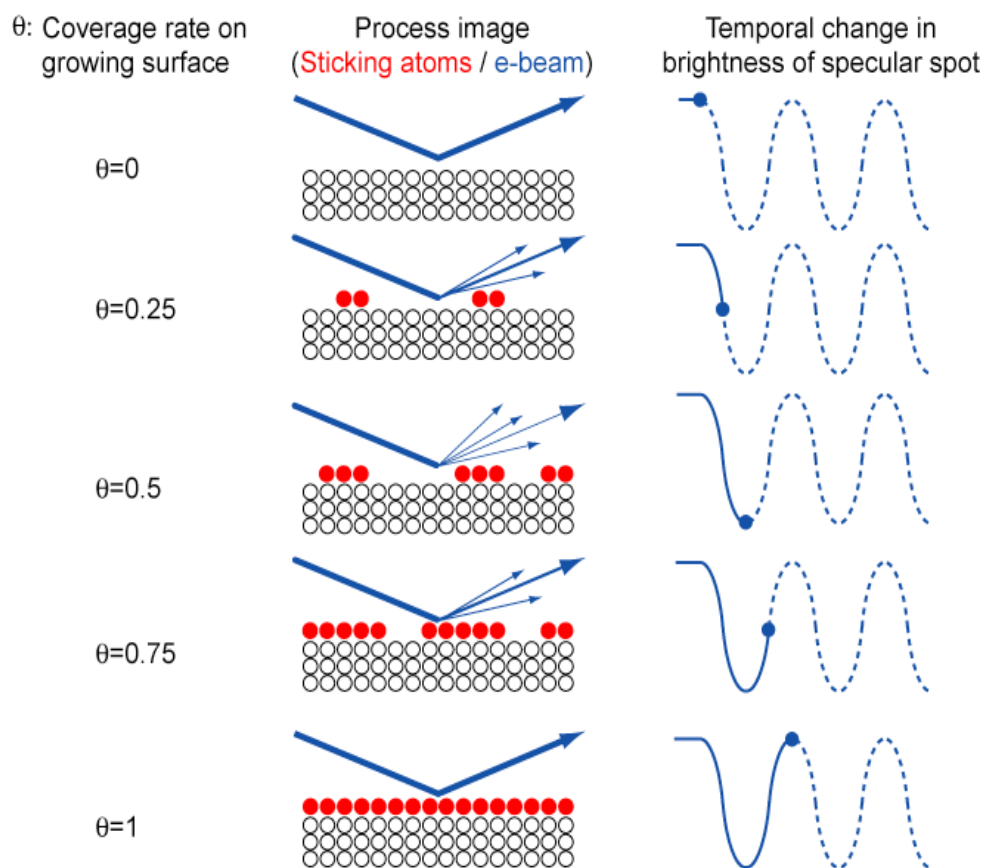 θ: Coverage rate on
growing surface
Process image
(Sticking atoms / e-beam)
Temporal change in
brightness of specular spot
θ=0
θ=0.25
θ=0.5
θ=0.75
θ=1